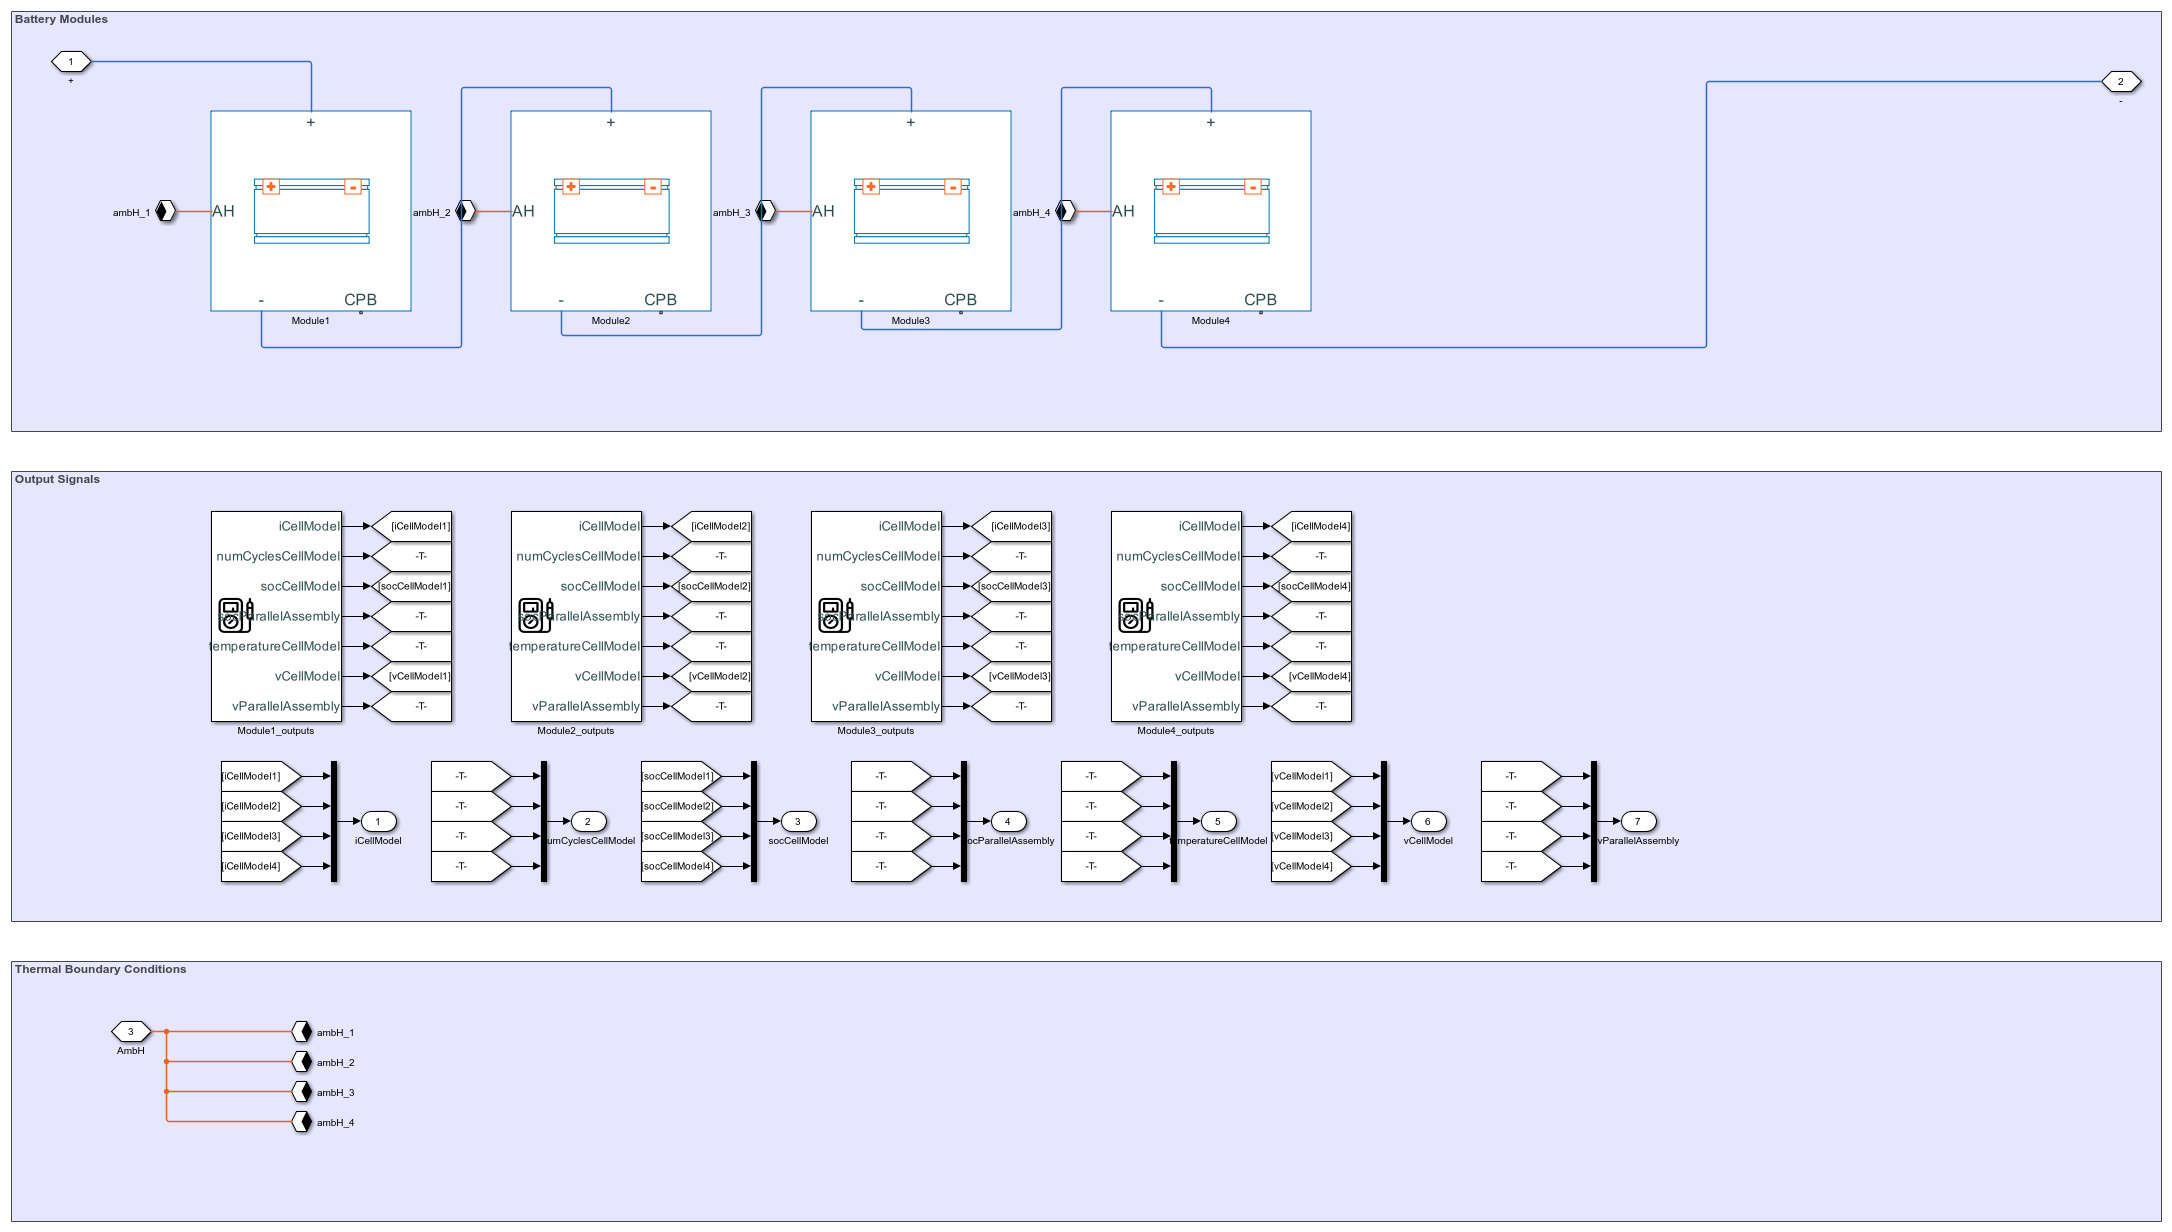 Battery Modules
1
+
2
-
+ + + +
ambH_1 AH ambH_2 AH ambH_3 AH ambH_4 AH
- CPB - CPB - CPB - CPB
Module1 Module2 Module3 Module4
Output Signals
iCellModel [iCellModel1] iCellModel [iCellModel2] iCellModel [iCellModel3] iCellModel [iCellModel4]
numCyclesCellModel -T- numCyclesCellModel -T- numCyclesCellModel -T- numCyclesCellModel -T-
socCellModel [socCellModel1] socCellModel [socCellModel2] socCellModel [socCellModel3] socCellModel [socCellModel4]
socParallelAssembly -T- socParallelAssembly -T- socParallelAssembly -T- socParallelAssembly -T-
temperatureCellModel -T- temperatureCellModel -T- temperatureCellModel -T- temperatureCellModel -T-
vCellModel [vCellModel1] vCellModel [vCellModel2] vCellModel [vCellModel3] vCellModel [vCellModel4]
vParallelAssembly -T- vParallelAssembly -T- vParallelAssembly -T- vParallelAssembly -T-
Module1_outputs Module2_outputs Module3_outputs Module4_outputs
[iCellModel1] -T- [socCellModel1] -T- -T- [vCellModel1] -T-
[iCellModel2] -T- [socCellModel2] -T- -T- [vCellModel2] -T-
1 2 3 4 5 6 7
[iCellModel3] -T- [socCellModel3] -T- -T- [vCellModel3] -T-
iCellModel umCyclesCellModel socCellModel ocParallelAssembly emperatureCellModel vCellModel vParallelAssembly
[iCellModel4] -T- [socCellModel4] -T- -T- [vCellModel4] -T-
Thermal Boundary Conditions
3
AmbH
ambH_1
ambH_2
ambH_3
ambH_4